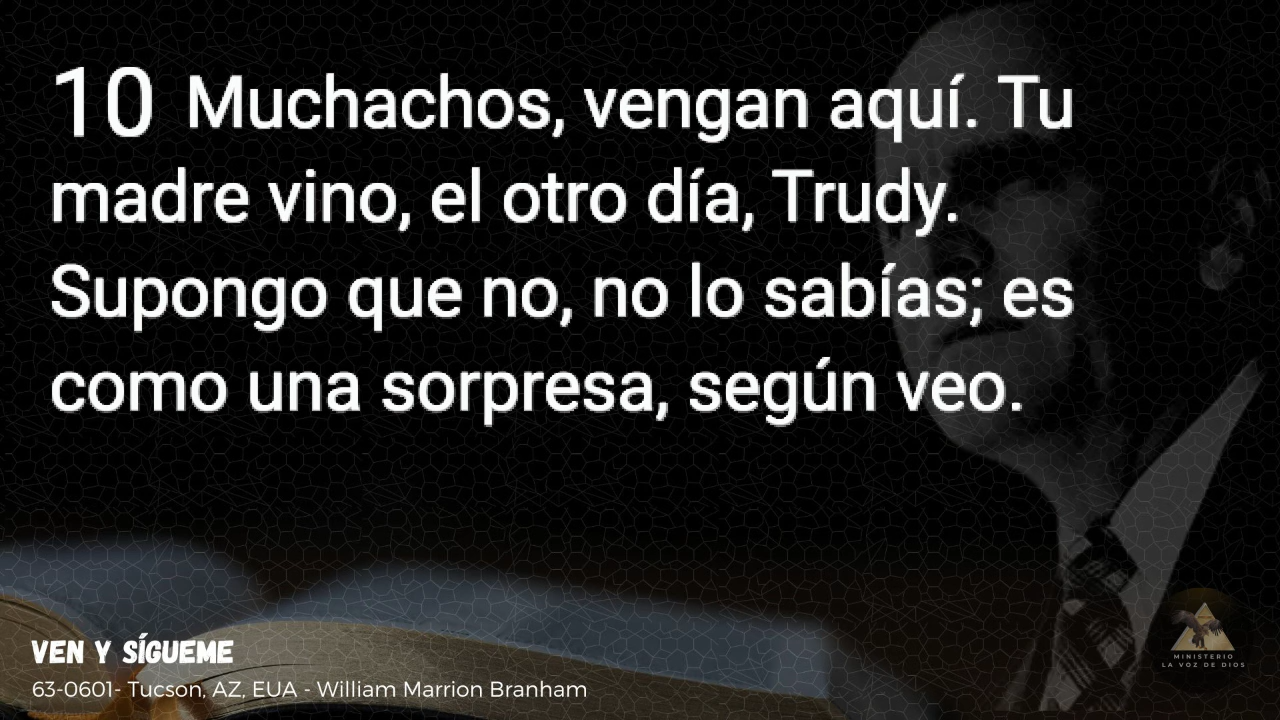 10 Muchachos, vengan aquí. Tu
madre vino, el otro día, Trudy.
Supongo que no, no lo sabías; es
como una sorpresa, según veo.
VEN Y SÍGUEME
63-0601- Tucson, AZ, EUA - William Marrion Branham
MINISTERIO
LA VOZ DE DIOS